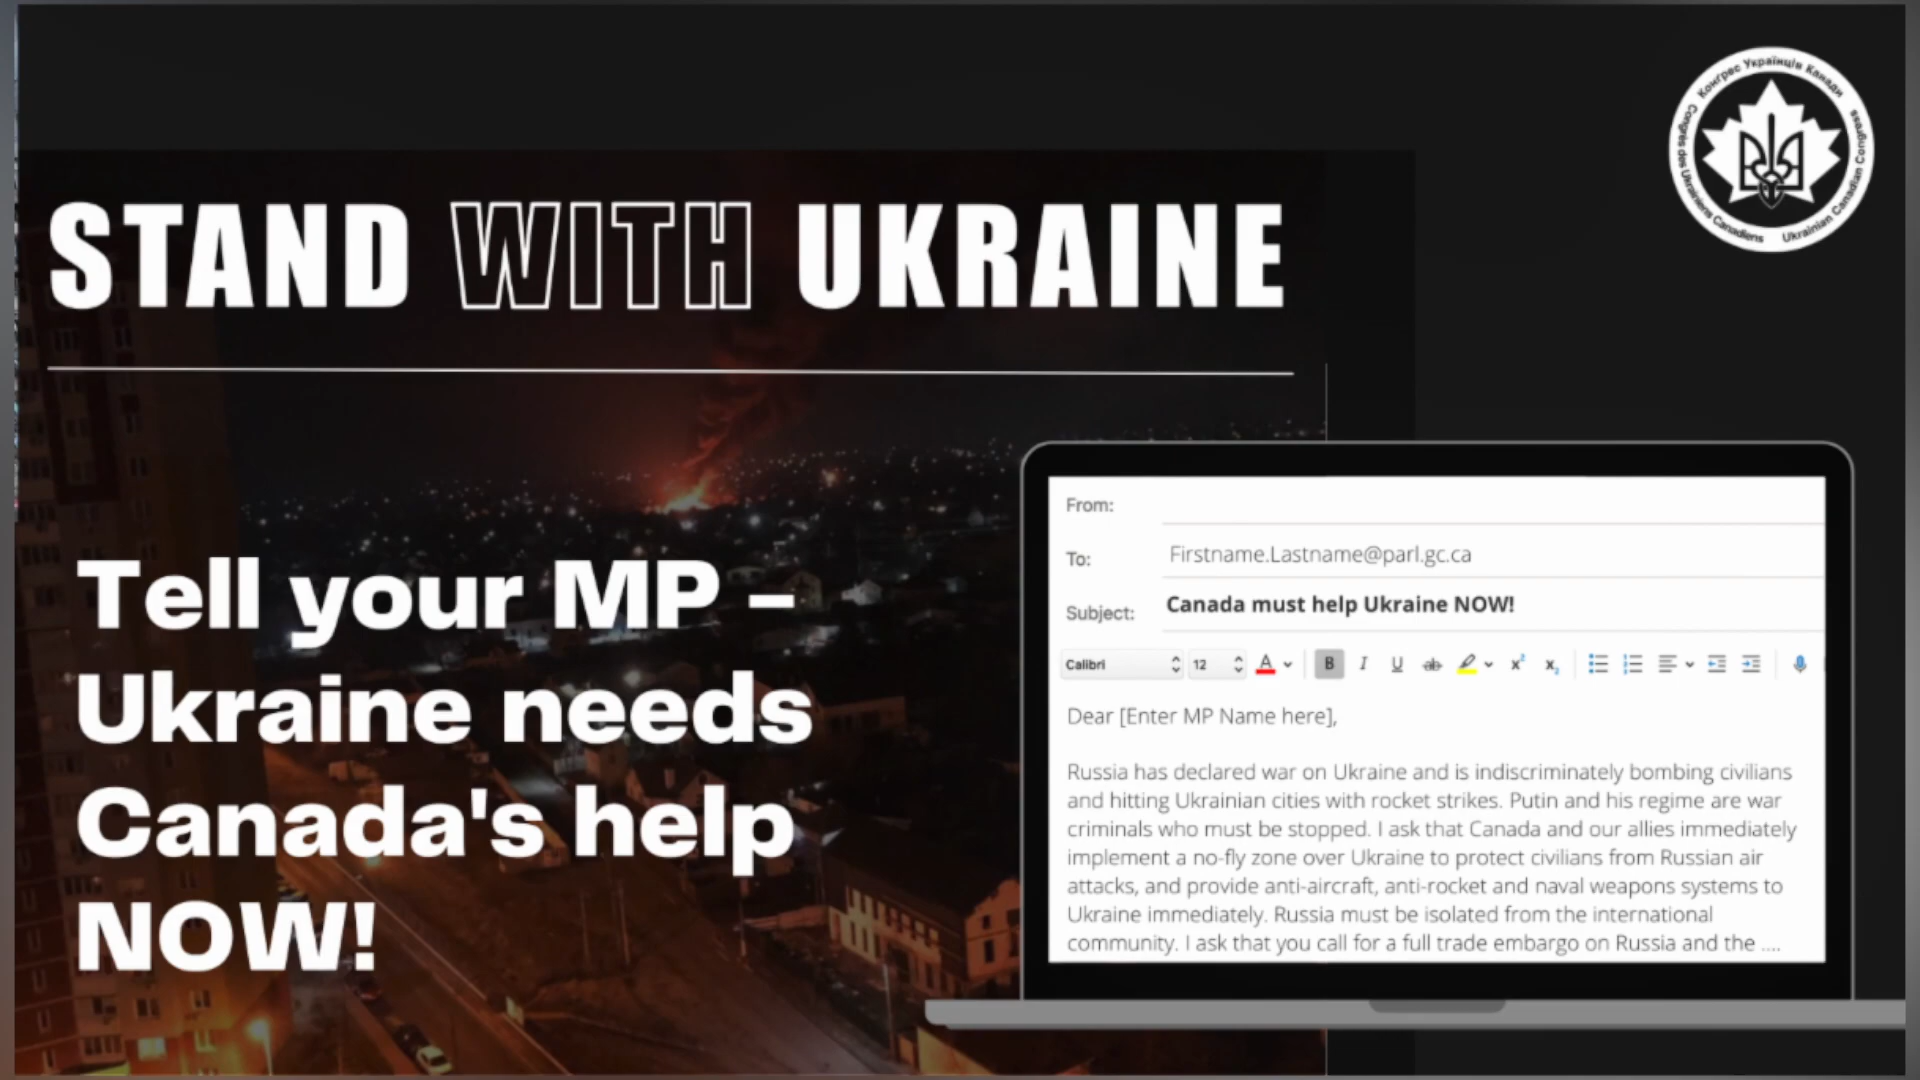 Конґрес Українців Канади
Congrès des Ukrainiens Canadiens
Ukrainian Canadian Congress
STAND WITH UKRAINE
Tell your MP –
Ukraine needs
Canada's help
NOW!
From:
To: Firstname.Lastname@parl.gc.ca
Subject: Canada must help Ukraine NOW!
Calibri 12 A B I U ab x² x₂
Dear [Enter MP Name here],
Russia has declared war on Ukraine and is indiscriminately bombing civilians
and hitting Ukrainian cities with rocket strikes. Putin and his regime are war
criminals who must be stopped. I ask that Canada and our allies immediately
implement a no-fly zone over Ukraine to protect civilians from Russian air
attacks, and provide anti-aircraft, anti-rocket and naval weapons systems to
Ukraine immediately. Russia must be isolated from the international
community. I ask that you call for a full trade embargo on Russia and the ....